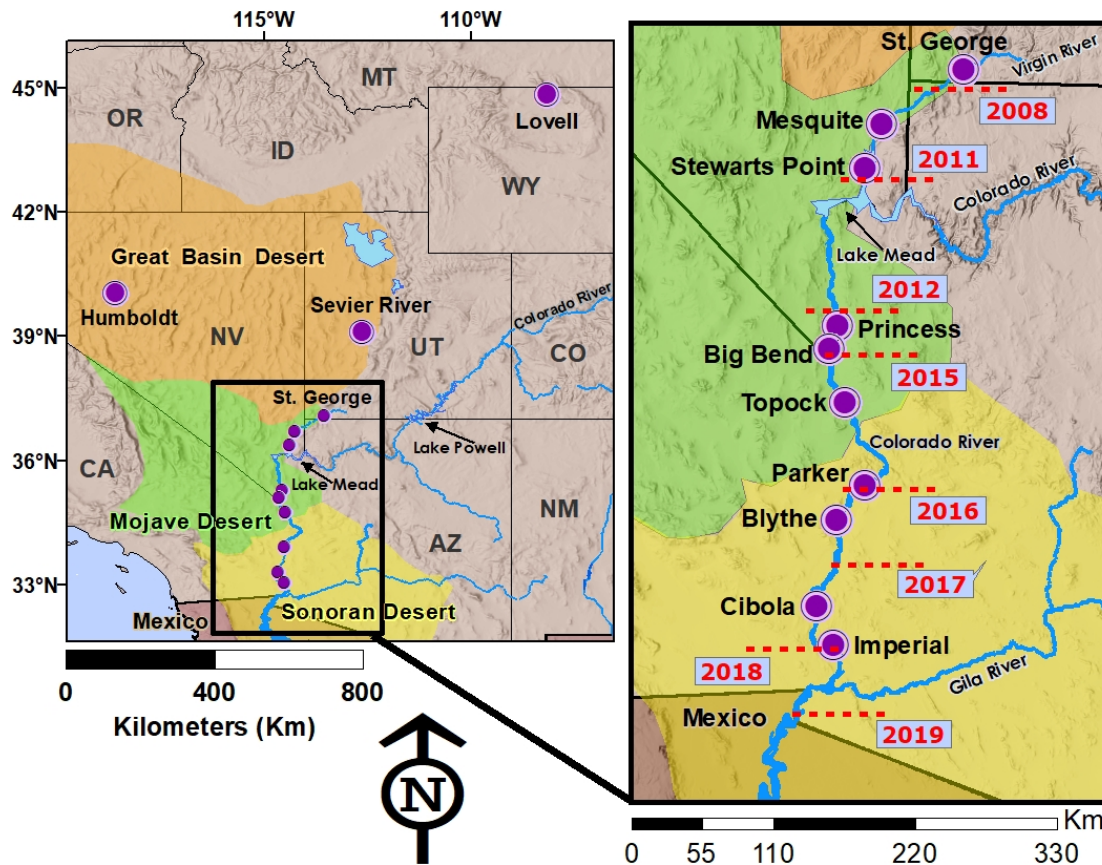 115°W
110°W
45°N
42°N
39°N
36°N
33°N
OR
MT
ID
Lovell
WY
Great Basin Desert
Humboldt
Sevier River
NV
UT
Colorado River
CO
St. George
Lake Powell
Lake Mead
CA
Mojave Desert
AZ
NM
Mexico
Sonoran Desert
0 400 800
Kilometers (Km)
N
St. George
Virgin River
2008
Mesquite
Stewarts Point
2011
Colorado River
Lake Mead
2012
Princess
Big Bend
2015
Topock
Colorado River
Parker
2016
Blythe
2017
Cibola
Imperial
2018
Gila River
Mexico
2019
Km
0 55 110 220 330